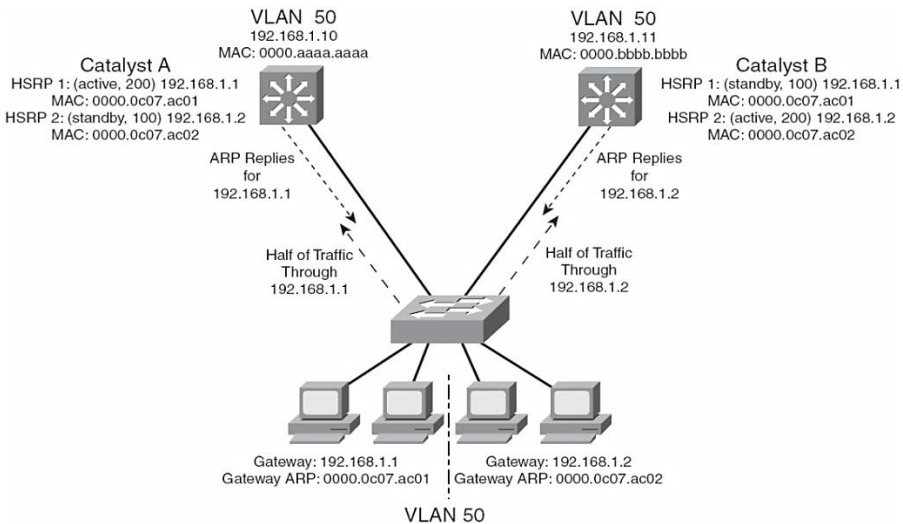 VLAN 50
192.168.1.10
MAC: 0000.aaaa.aaaa
VLAN 50
192.168.1.11
MAC: 0000.bbbb.bbbb
Catalyst A
HSRP 1: (active, 200) 192.168.1.1
MAC: 0000.0c07.ac01
HSRP 2: (standby, 100) 192.168.1.2
MAC: 0000.0c07.ac02
Catalyst B
HSRP 1: (standby, 100) 192.168.1.1
MAC: 0000.0c07.ac01
HSRP 2: (active, 200) 192.168.1.2
MAC: 0000.0c07.ac02
ARP Replies
for
192.168.1.1
ARP Replies
for
192.168.1.2
Half of Traffic
Through
192.168.1.1
Half of Traffic
Through
192.168.1.2
Gateway: 192.168.1.1
Gateway ARP: 0000.0c07.ac01
Gateway: 192.168.1.2
Gateway ARP: 0000.0c07.ac02
VLAN 50